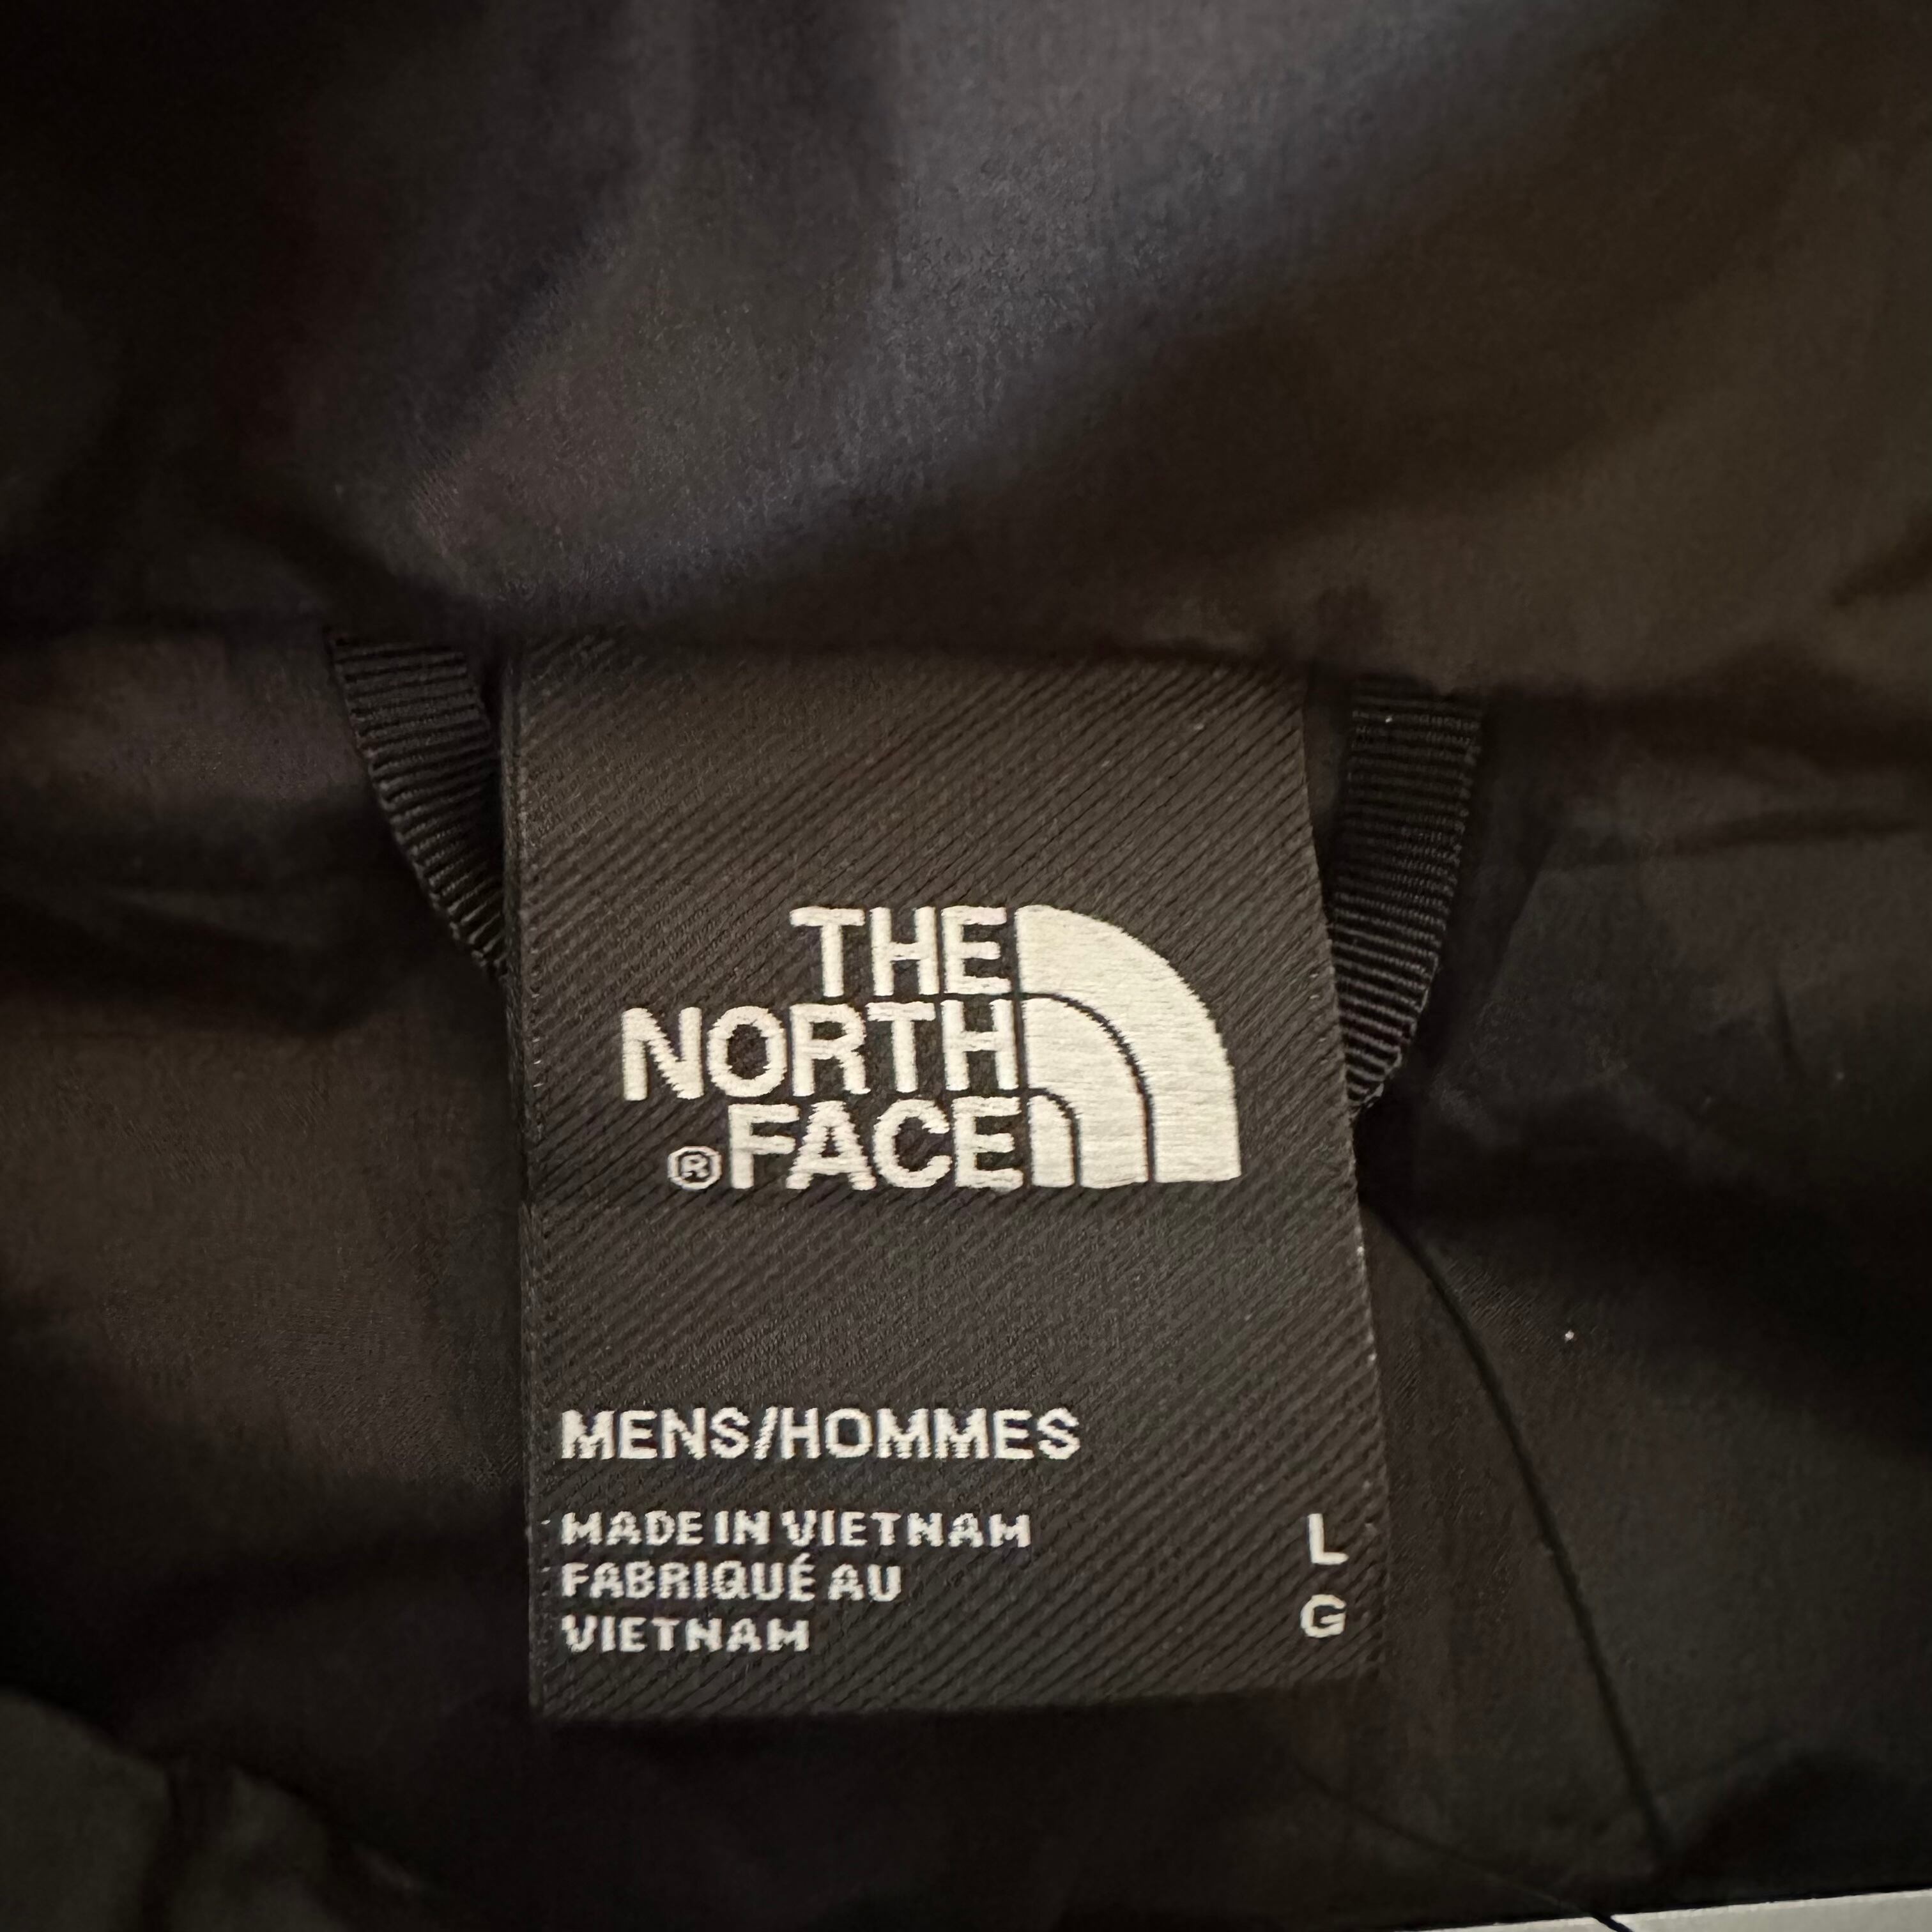 THE
NORTH
®FACE
MENS/HOMMES
MADE IN VIETNAM
FABRIQUÉ AU
VIETNAM
L
G